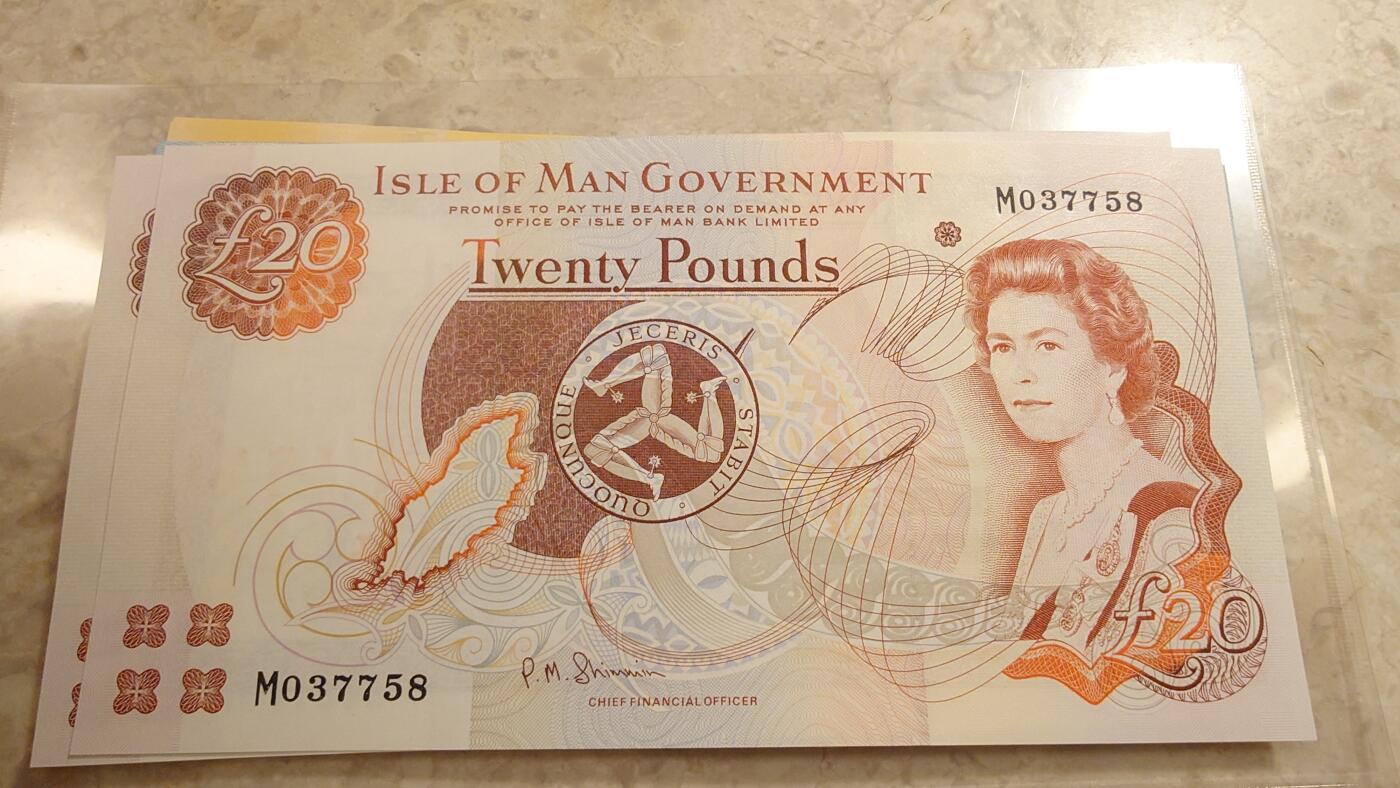 £20
ISLE OF MAN GOVERNMENT
PROMISE TO PAY THE BEARER ON DEMAND AT ANY
OFFICE OF ISLE OF MAN BANK LIMITED
M037758
Twenty Pounds
QUOCUNQUE JECERIS STABIT
£20
M037758
P. M. Shimmin
CHIEF FINANCIAL OFFICER